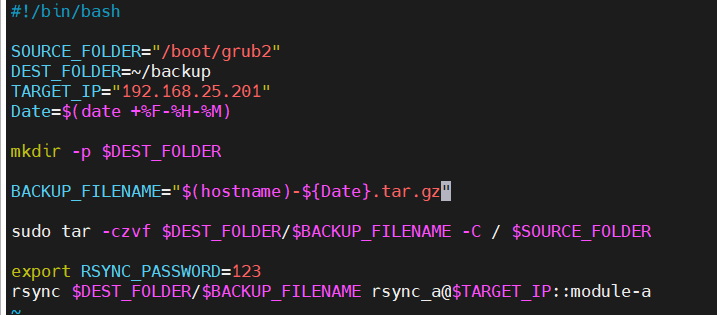 #!/bin/bash
SOURCE_FOLDER="/boot/grub2"
DEST_FOLDER=~/backup
TARGET_IP="192.168.25.201"
Date=$(date +%F-%H-%M)
mkdir -p $DEST_FOLDER
BACKUP_FILENAME="$(hostname)-${Date}.tar.gz"
sudo tar -czvf $DEST_FOLDER/$BACKUP_FILENAME -C / $SOURCE_FOLDER
export RSYNC_PASSWORD=123
rsync $DEST_FOLDER/$BACKUP_FILENAME rsync_a@$TARGET_IP::module-a
~